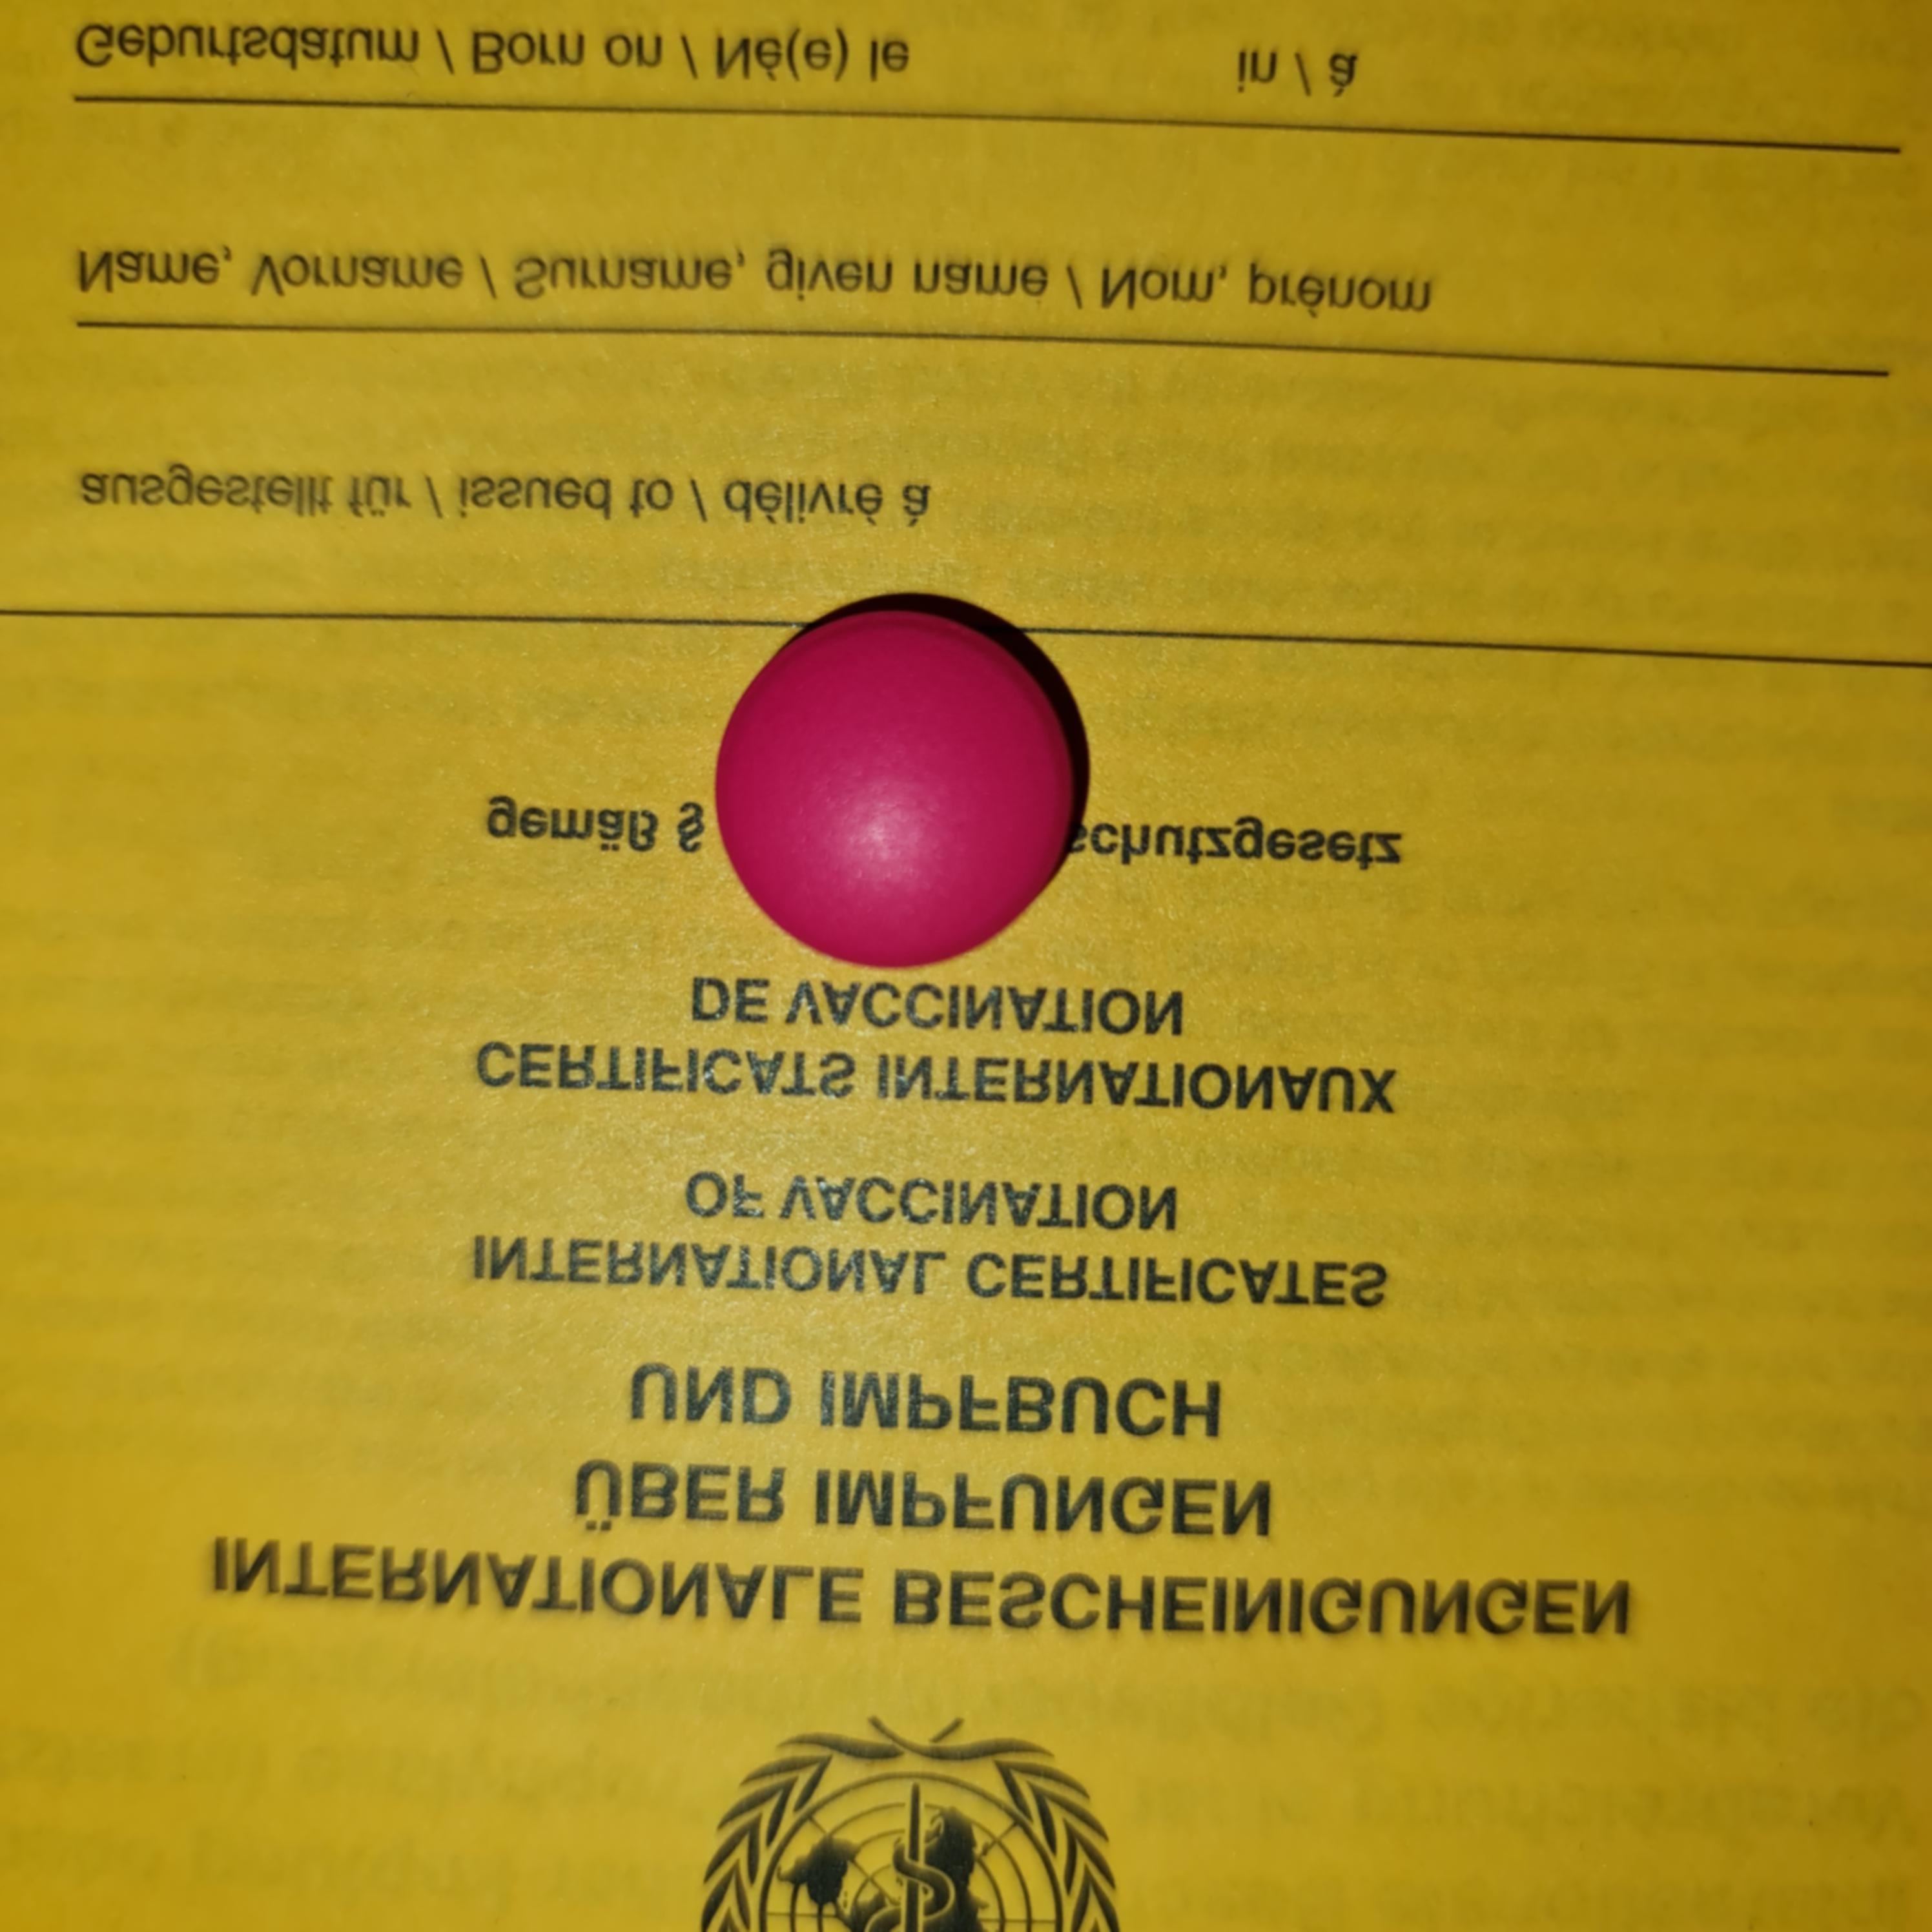 INTERNATIONALE BESCHEINIGUNGEN
ÜBER IMPFUNGEN
UND IMPFBUCH
INTERNATIONAL CERTIFICATES
OF VACCINATION
CERTIFICATS INTERNATIONAUX
DE VACCINATION
gemäß § schutzgesetz
ausgestellt für / issued to / délivré à
Name, Vorname / Surname, given name / Nom, prénom
Geburtsdatum / Born on / Né(e) le in / à